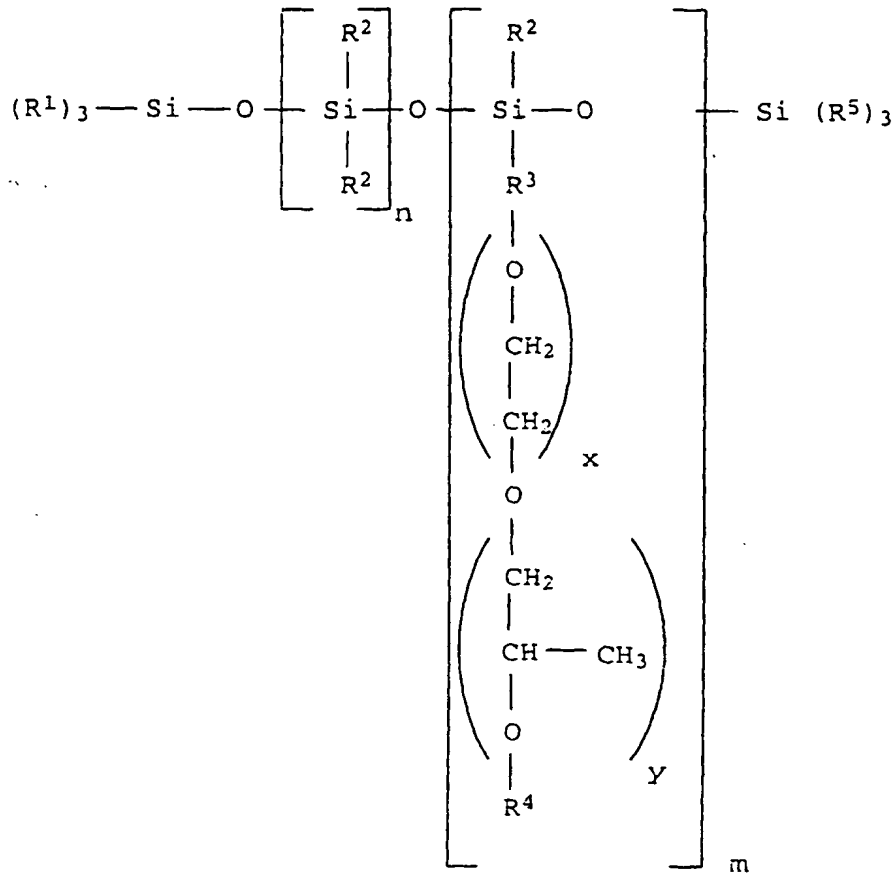 R² R²
(R¹)₃—Si—O—Si—O—Si—O—Si (R⁵)₃
R² R³
n
O
CH₂
CH₂
x
O
CH₂
CH—CH₃
O
Y
R⁴
m